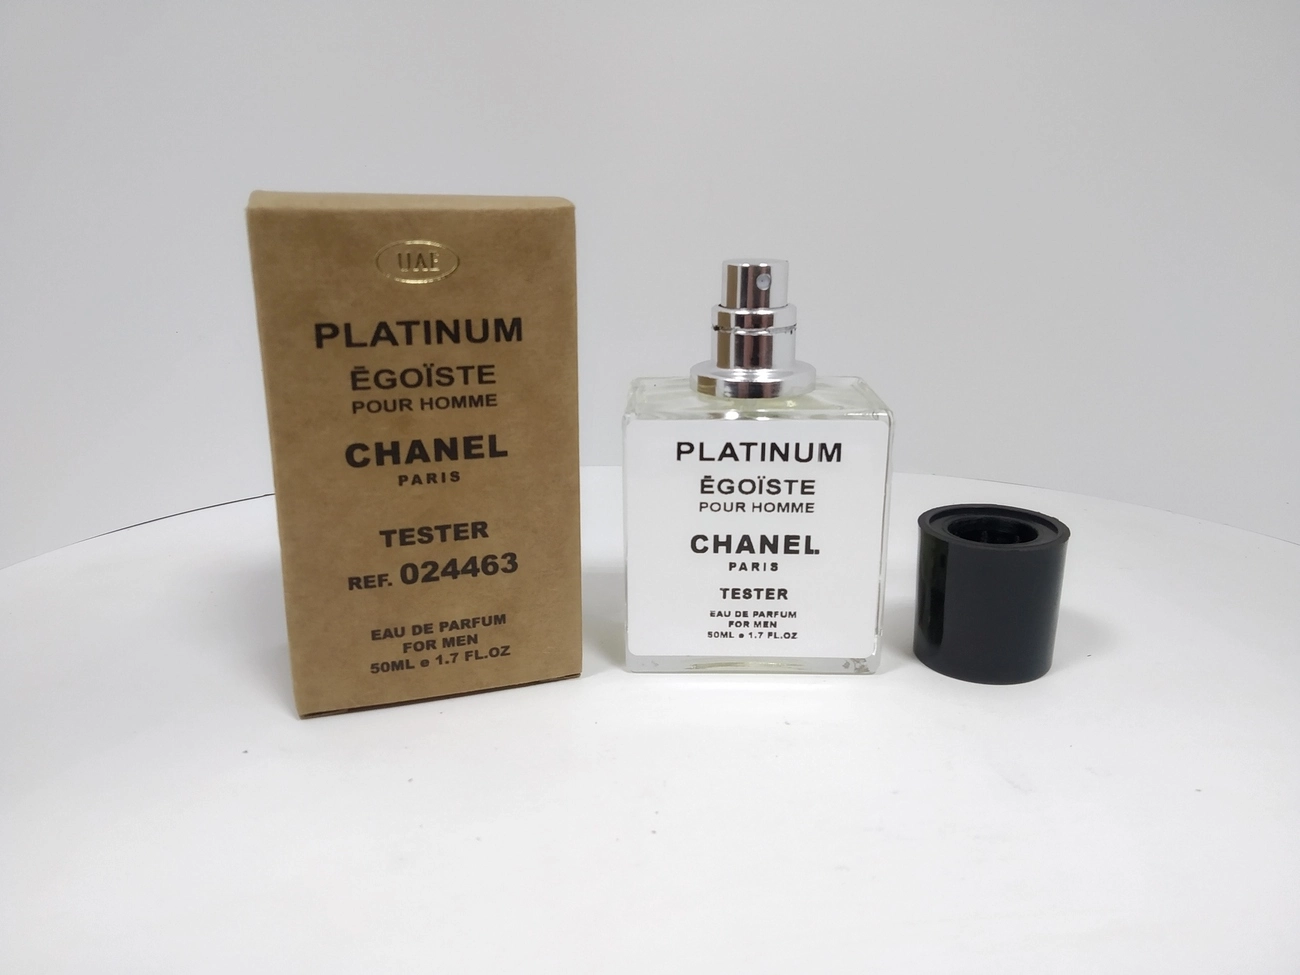 UAE
PLATINUM
ĒGOÏSTE
POUR HOMME
CHANEL
PARIS
TESTER
REF. 024463
EAU DE PARFUM
FOR MEN
50ML e 1.7 FL.OZ
PLATINUM
ĒGOÏSTE
POUR HOMME
CHANEL.
PARIS
TESTER
EAU DE PARFUM
FOR MEN
50ML e 1.7 FL.OZ